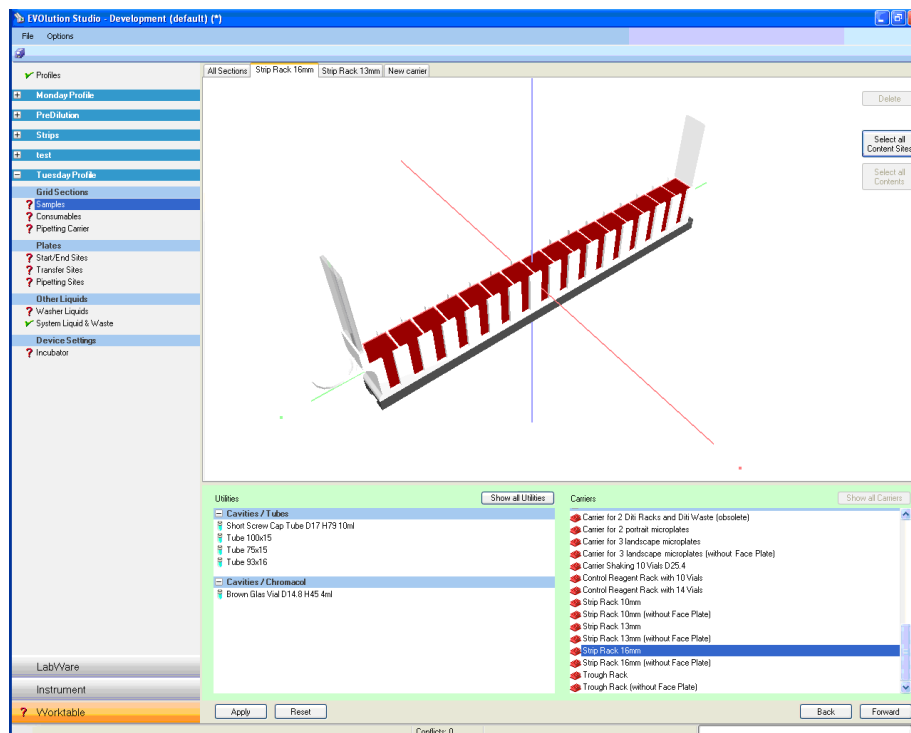 EVOlution Studio - Development (default) (*)
File Options
Profiles
Monday Profile
PreDilution
Strips
test
Tuesday Profile
Grid Sections
Samples
Consumables
Pipetting Carrier
Plates
Start/End Sites
Transfer Sites
Pipetting Sites
Other Liquids
Washer Liquids
System Liquid & Waste
Device Settings
Incubator
LabWare
Instrument
Worktable
All Sections Strip Rack 16mm Strip Rack 13mm New carrier
Delete
Select all
Content Sites
Select all
Contents
Utilities
Show all Utilities
Cavities / Tubes
Short Screw Cap Tube D17 H79 10ml
Tube 100x15
Tube 75x15
Tube 93x16
Cavities / Chromacol
Brown Glas Vial D14.8 H45 4ml
Carriers
Show all Carriers
Carrier for 2 Diti Racks and Diti Waste (obsolete)
Carrier for 2 portrait microplates
Carrier for 3 landscape microplates
Carrier for 3 landscape microplates (without Face Plate)
Carrier Shaking 10 Vials D25.4
Control Reagent Rack with 10 Vials
Control Reagent Rack with 14 Vials
Strip Rack 10mm
Strip Rack 10mm (without Face Plate)
Strip Rack 13mm
Strip Rack 13mm (without Face Plate)
Strip Rack 16mm
Strip Rack 16mm (without Face Plate)
Trough Rack
Trough Rack (without Face Plate)
Apply Reset Back Forward
Conflicts: 0